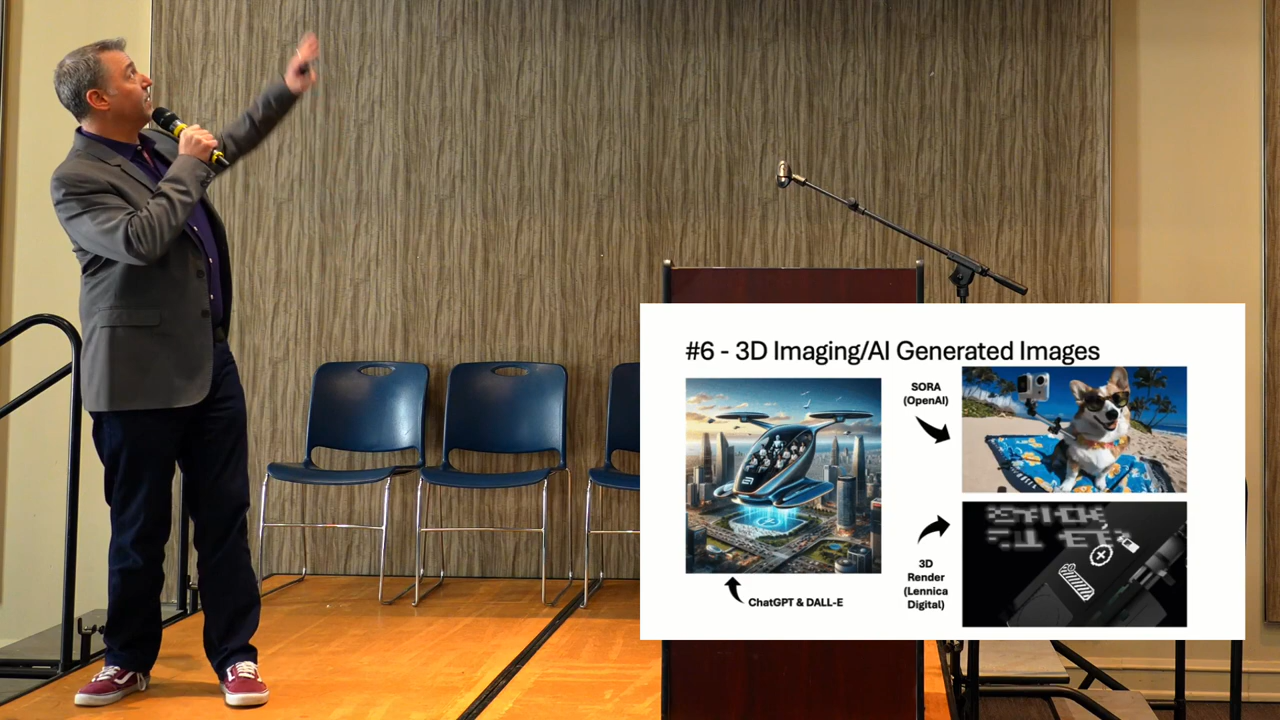 #6 - 3D Imaging/AI Generated Images
SORA
(OpenAI)
3D
Render
(Lennica
Digital)
ChatGPT & DALL-E